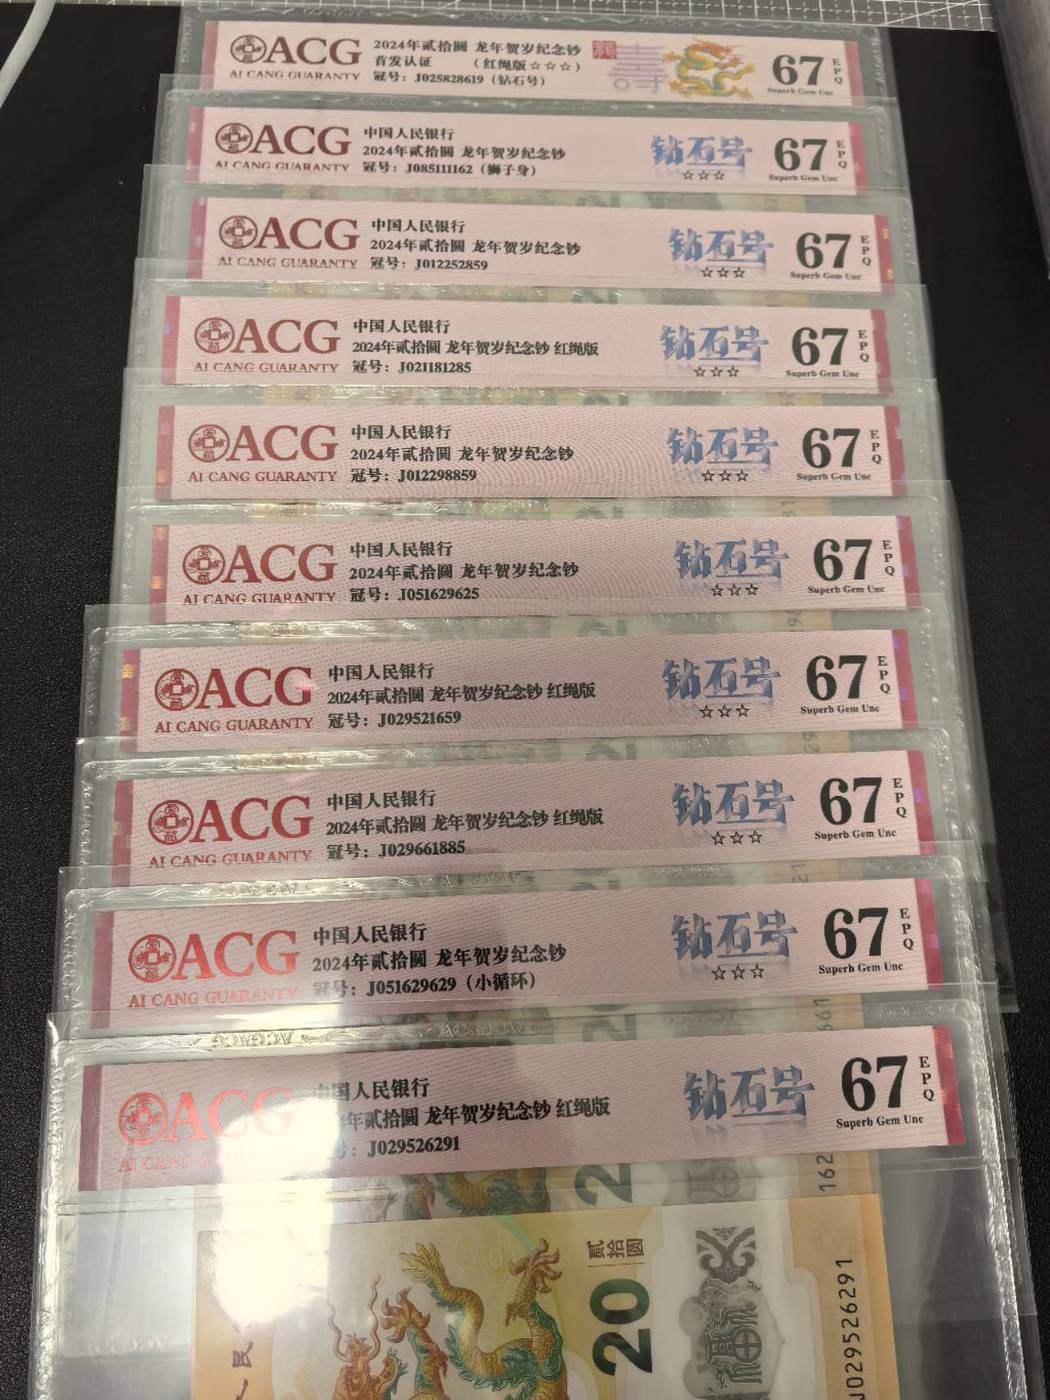 ACG
AI CANG GUARANTY
2024年贰拾圆 龙年贺岁纪念钞
首发认证 (红绳版☆☆☆)
冠号：J025828619 (钻石号)
67
EPQ
Superb Gem Unc
ACG
AI CANG GUARANTY
中国人民银行
2024年贰拾圆 龙年贺岁纪念钞
冠号：J085111162 (狮子身)
钻石号
☆☆☆
67
EPQ
Superb Gem Unc
ACG
AI CANG GUARANTY
中国人民银行
2024年贰拾圆 龙年贺岁纪念钞
冠号：J012252859
钻石号
☆☆☆
67
EPQ
Superb Gem Unc
ACG
AI CANG GUARANTY
中国人民银行
2024年贰拾圆 龙年贺岁纪念钞 红绳版
冠号：J021181285
钻石号
☆☆☆
67
EPQ
Superb Gem Unc
ACG
AI CANG GUARANTY
中国人民银行
2024年贰拾圆 龙年贺岁纪念钞
冠号：J012298859
钻石号
☆☆☆
67
EPQ
Superb Gem Unc
ACG
AI CANG GUARANTY
中国人民银行
2024年贰拾圆 龙年贺岁纪念钞
冠号：J051629625
钻石号
☆☆☆
67
EPQ
Superb Gem Unc
ACG
AI CANG GUARANTY
中国人民银行
2024年贰拾圆 龙年贺岁纪念钞 红绳版
冠号：J029521659
钻石号
☆☆☆
67
EPQ
Superb Gem Unc
ACG
AI CANG GUARANTY
中国人民银行
2024年贰拾圆 龙年贺岁纪念钞 红绳版
冠号：J029661885
钻石号
☆☆☆
67
EPQ
Superb Gem Unc
ACG
AI CANG GUARANTY
中国人民银行
2024年贰拾圆 龙年贺岁纪念钞
冠号：J051629629 (小循环)
钻石号
☆☆☆
67
EPQ
Superb Gem Unc
ACG
中国人民银行
年贰拾圆 龙年贺岁纪念钞 红绳版
号：J029526291
钻石号
67
EPQ
Superb Gem Unc
贰拾圆
20
J029526291